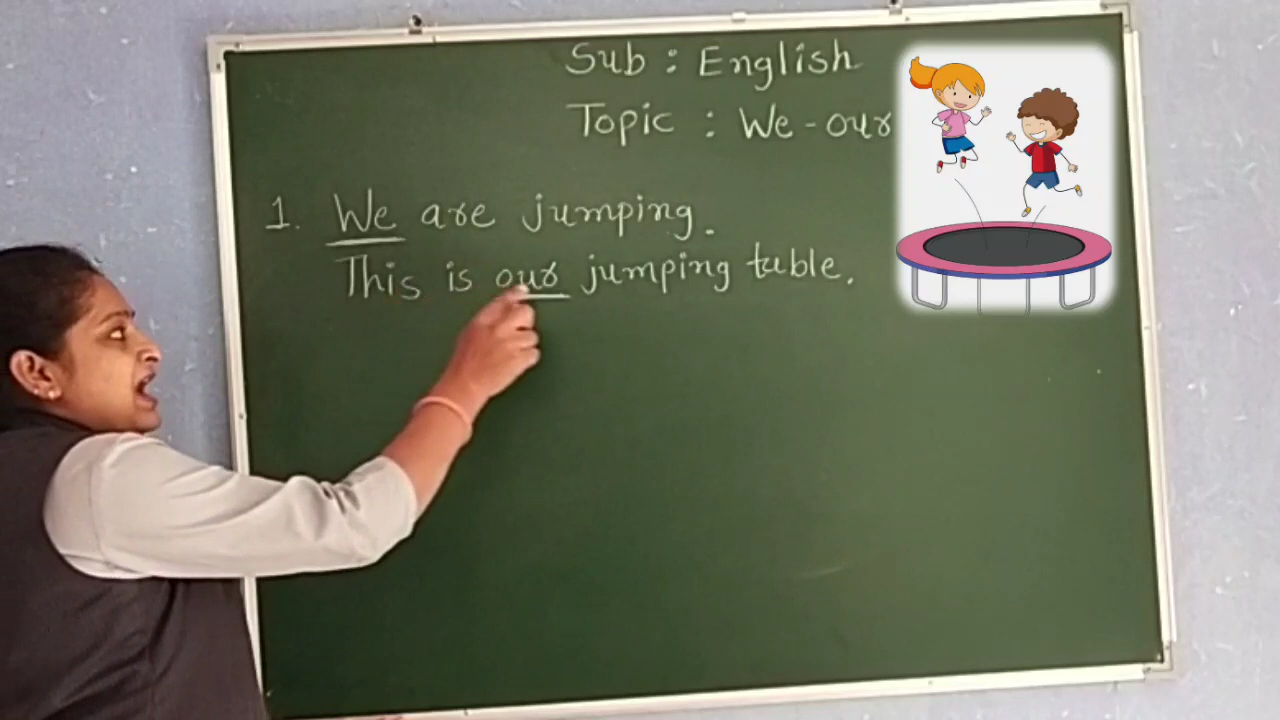 Sub : English
Topic : We - our
1. We are jumping.
This is our jumping table.